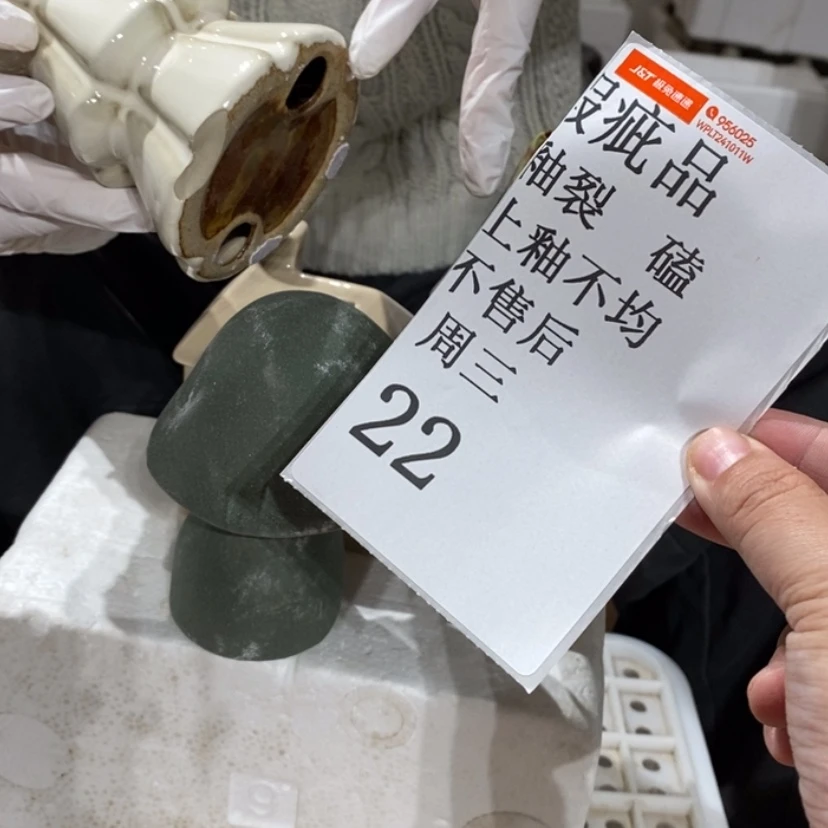 J&T 极兔速递
956025
WPLT241011W
瑕疵品
釉裂 磕
上釉不均
不售后
周三
22